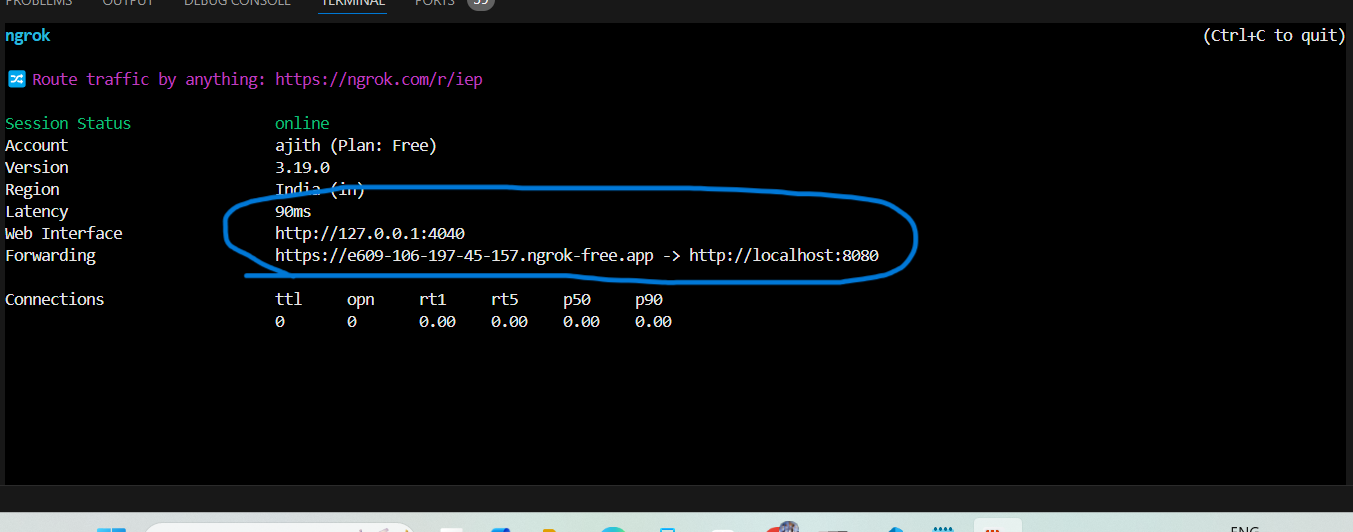 PROBLEMS OUTPUT DEBUG CONSOLE TERMINAL PORTS 39
ngrok (Ctrl+C to quit)
Route traffic by anything: https://ngrok.com/r/iep
Session Status online
Account ajith (Plan: Free)
Version 3.19.0
Region India (in)
Latency 90ms
Web Interface http://127.0.0.1:4040
Forwarding https://e609-106-197-45-157.ngrok-free.app -> http://localhost:8080
Connections ttl opn rt1 rt5 p50 p90
0 0 0.00 0.00 0.00 0.00
ENG